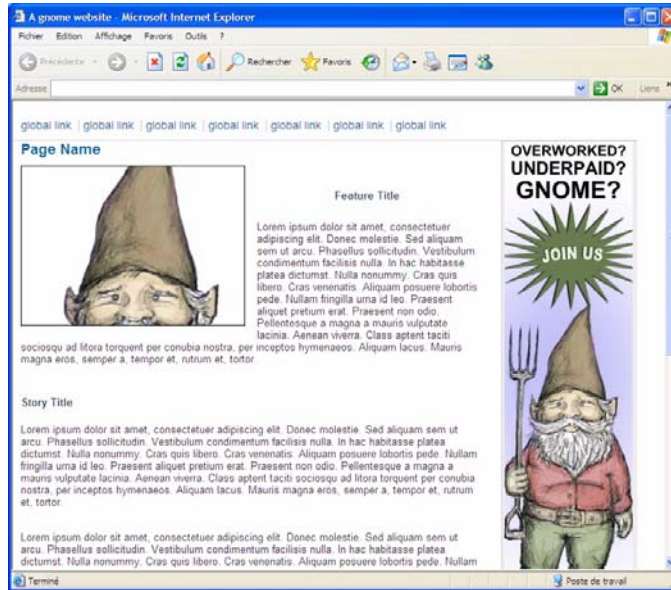 A gnome website - Microsoft Internet Explorer
Fichier Edition Affichage Favoris Outils ?
Précédente Rechercher Favoris
Adresse OK Liens »
global link global link global link global link global link global link global link
Page Name
Feature Title
Lorem ipsum dolor sit amet, consectetuer
adipiscing elit. Donec molestie. Sed aliquam
sem ut arcu. Phasellus sollicitudin. Vestibulum
condimentum facilisis nulla. In hac habitasse
platea dictumst. Nulla nonummy. Cras quis
libero. Cras venenatis. Aliquam posuere lobortis
pede. Nullam fringilla urna id leo. Praesent
aliquet pretium erat. Praesent non odio.
Pellentesque a magna a mauris vulputate
lacinia. Aenean viverra. Class aptent taciti
sociosqu ad litora torquent per conubia nostra, per inceptos hymenaeos. Aliquam lacus. Mauris
magna eros, semper a, tempor et, rutrum et, tortor.
Story Title
Lorem ipsum dolor sit amet, consectetuer adipiscing elit. Donec molestie. Sed aliquam sem ut
arcu. Phasellus sollicitudin. Vestibulum condimentum facilisis nulla. In hac habitasse platea
dictumst. Nulla nonummy. Cras quis libero. Cras venenatis. Aliquam posuere lobortis pede. Nullam
fringilla urna id leo. Praesent aliquet pretium erat. Praesent non odio. Pellentesque a magna a
mauris vulputate lacinia. Aenean viverra. Class aptent taciti sociosqu ad litora torquent per conubia
nostra, per inceptos hymenaeos. Aliquam lacus. Mauris magna eros, semper a, tempor et, rutrum
et, tortor.
Lorem ipsum dolor sit amet, consectetuer adipiscing elit. Donec molestie. Sed aliquam sem ut
arcu. Phasellus sollicitudin. Vestibulum condimentum facilisis nulla. In hac habitasse platea
dictumst. Nulla nonummy. Cras quis libero. Cras venenatis. Aliquam posuere lobortis pede. Nullam
OVERWORKED?
UNDERPAID?
GNOME?
JOIN US
Terminé Poste de travail